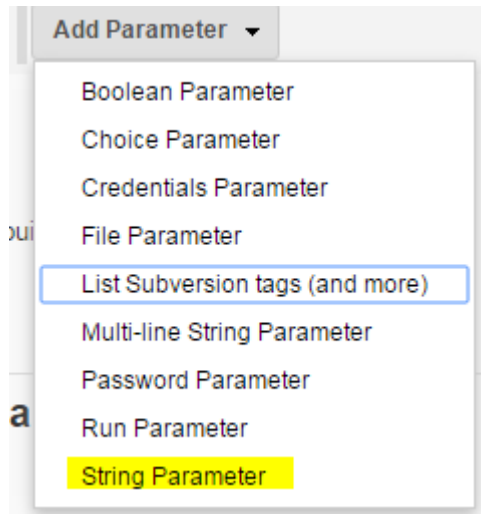 Add Parameter
Boolean Parameter
Choice Parameter
Credentials Parameter
File Parameter
List Subversion tags (and more)
Multi-line String Parameter
Password Parameter
Run Parameter
String Parameter